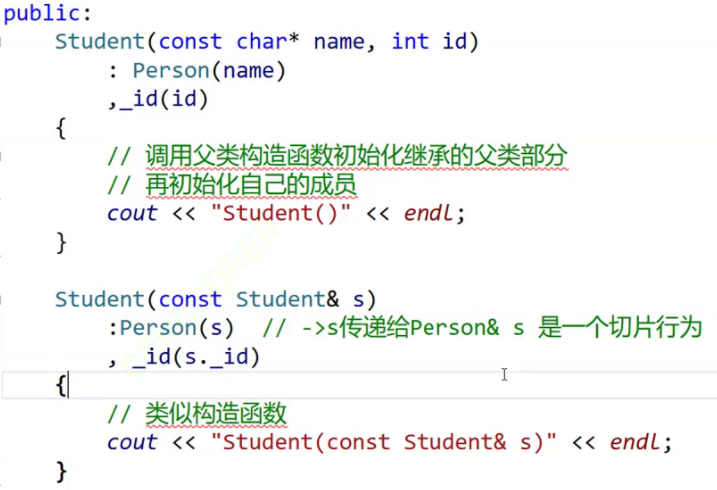 public:
Student(const char* name, int id)
: Person(name)
,_id(id)
{
// 调用父类构造函数初始化继承的父类部分
// 再初始化自己的成员
cout << "Student()" << endl;
}
Student(const Student& s)
:Person(s)  // ->s传递给Person& s 是一个切片行为
, _id(s._id)
{
// 类似构造函数
cout << "Student(const Student& s)" << endl;
}